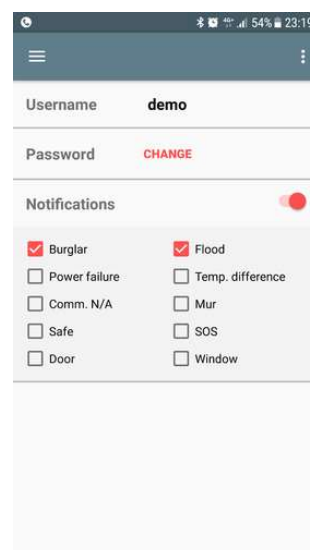 54% 23:19
Username demo
Password CHANGE
Notifications
Burglar Flood
Power failure Temp. difference
Comm. N/A Mur
Safe SOS
Door Window